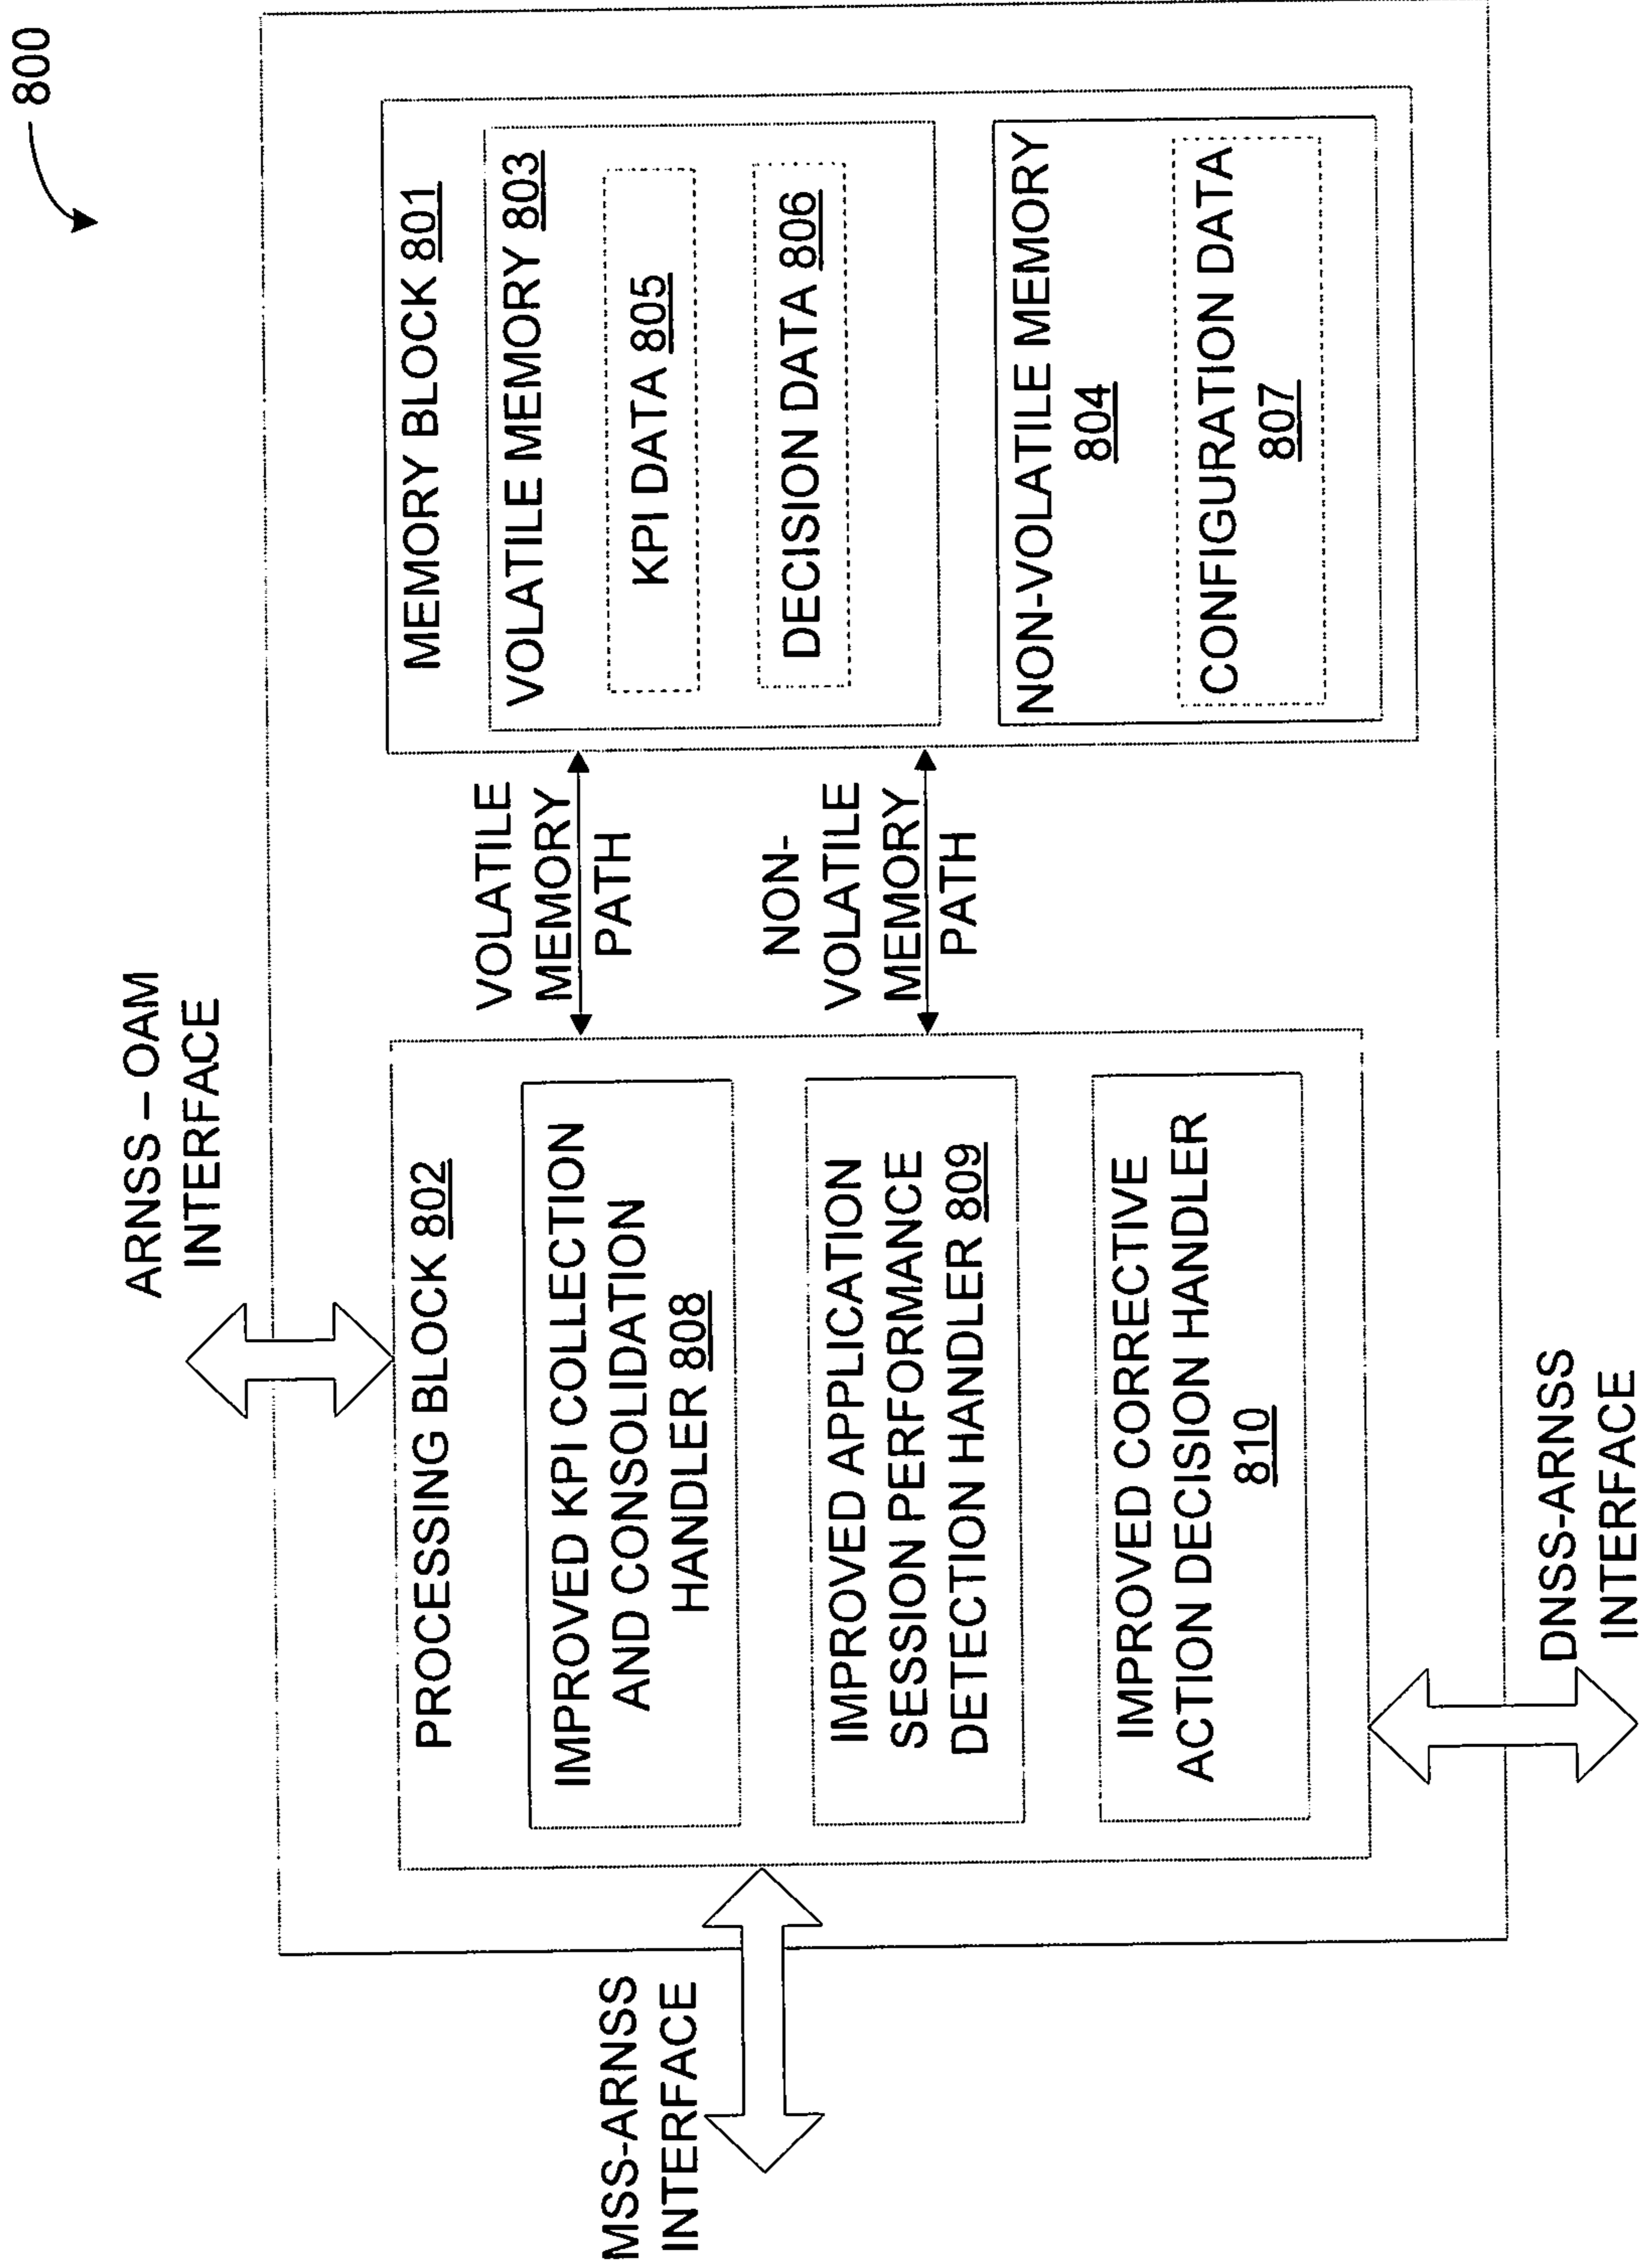 800
ARNSS – OAM
INTERFACE
MSS-ARNSS
INTERFACE
PROCESSING BLOCK 802
IMPROVED KPI COLLECTION
AND CONSOLIDATION
HANDLER 808
IMPROVED APPLICATION
SESSION PERFORMANCE
DETECTION HANDLER 809
IMPROVED CORRECTIVE
ACTION DECISION HANDLER
810
VOLATILE
MEMORY
PATH
NON-
VOLATILE
MEMORY
PATH
MEMORY BLOCK 801
VOLATILE MEMORY 803
KPI DATA 805
DECISION DATA 806
NON-VOLATILE MEMORY
804
CONFIGURATION DATA
807
DNSS-ARNSS
INTERFACE